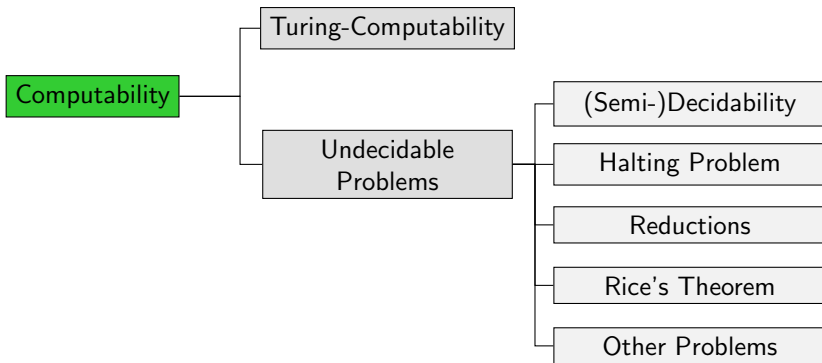 Turing-Computability
Computability
Undecidable
Problems
(Semi-)Decidability
Halting Problem
Reductions
Rice's Theorem
Other Problems